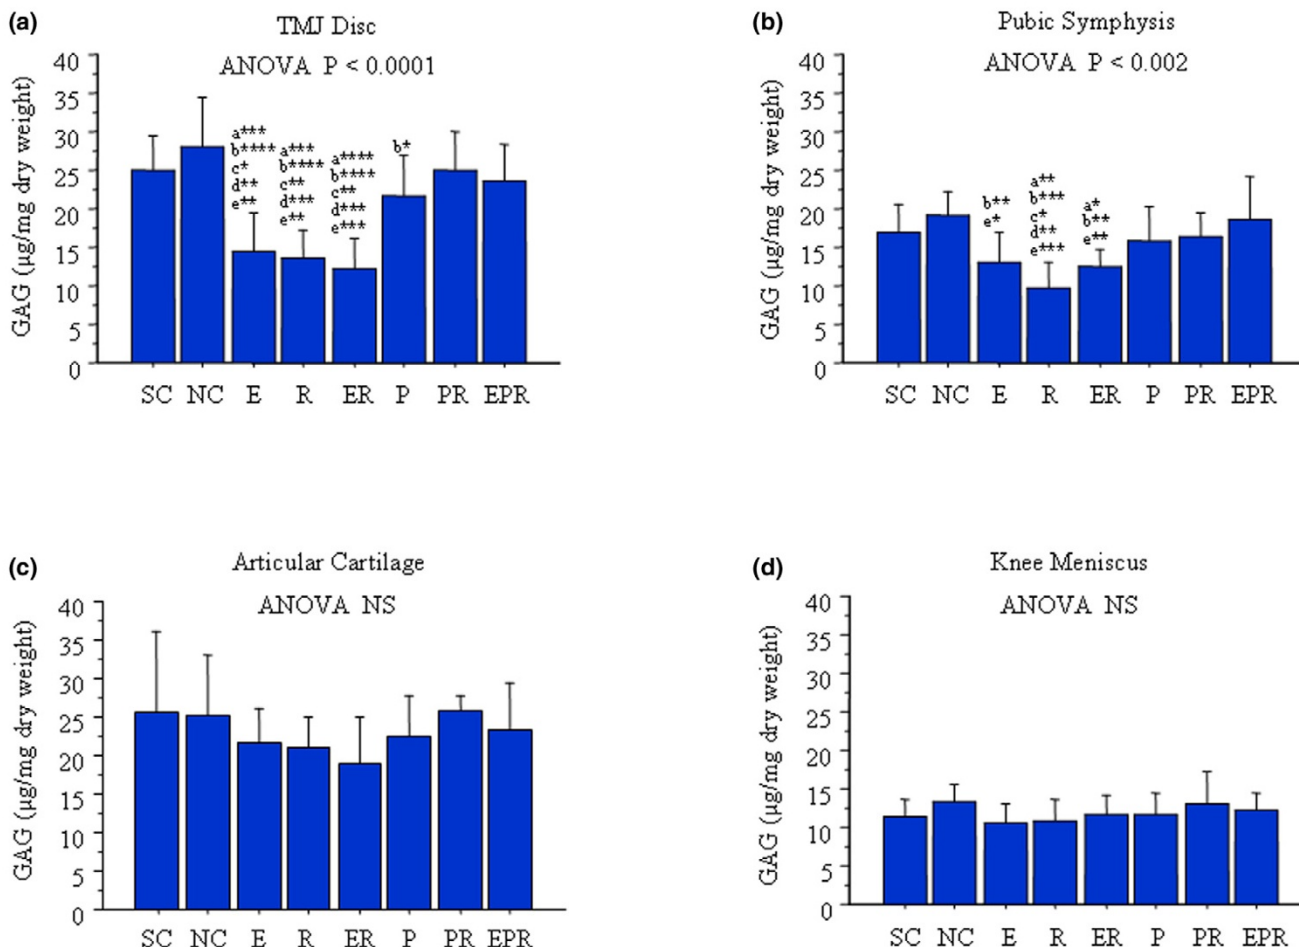 (a)
TMJ Disc
ANOVA P < 0.0001
GAG (µg/mg dry weight)
40
35
30
25
20
15
10
5
0
a***
b****
c*
d**
e**
a***
b****
c**
d***
e**
a****
b****
c**
d***
e***
b*
SC NC E R ER P PR EPR
(b)
Pubic Symphysis
ANOVA P < 0.002
GAG (µg/mg dry weight)
40
35
30
25
20
15
10
5
0
b**
e*
a**
b***
c*
d**
e***
a*
b**
e**
SC NC E R ER P PR EPR
(c)
Articular Cartilage
ANOVA NS
GAG (µg/mg dry weight)
40
35
30
25
20
15
10
5
0
SC NC E R ER P PR EPR
(d)
Knee Meniscus
ANOVA NS
GAG (µg/mg dry weight)
40
35
30
25
20
15
10
5
0
SC NC E R ER P PR EPR